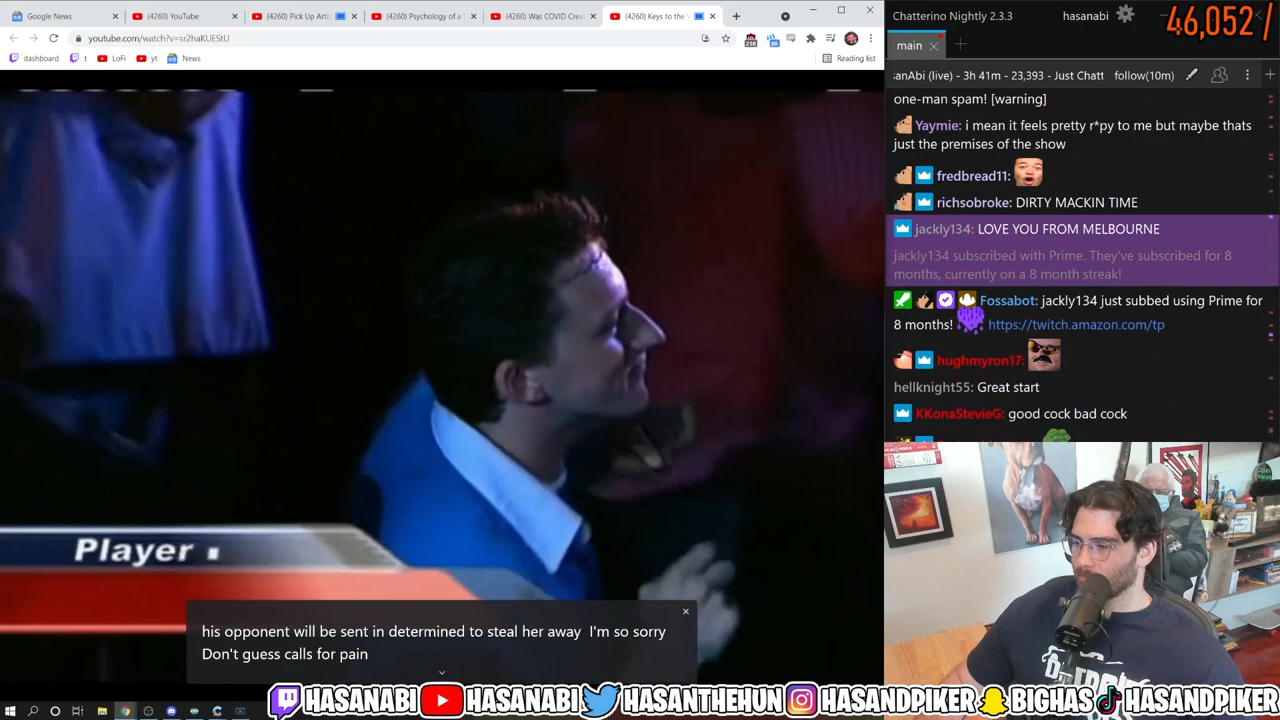 Google News
(4260) YouTube
(4260) Pick Up Arti
(4260) Psychology of a
(4260) Was COVID Crea
(4260) Keys to the V
Chatterino Nightly 2.3.3
hasanabi
46,052 /
youtube.com/watch?v=sr2haKUEStU
main
dashboard
t
LoFi
yt
News
Reading list
sanAbi (live) - 3h 41m - 23,393 - Just Chatt
follow(10m)
one-man spam! [warning]
Yaymie: i mean it feels pretty r*py to me but maybe thats
just the premises of the show
fredbread11:
richsobroke: DIRTY MACKIN TIME
jackly134: LOVE YOU FROM MELBOURNE
jackly134 subscribed with Prime. They've subscribed for 8
months, currently on a 8 month streak!
Fossabot: jackly134 just subbed using Prime for
8 months! https://twitch.amazon.com/tp
hughmyron17:
hellknight55: Great start
KKonaStevieG: good cock bad cock
Player
his opponent will be sent in determined to steal her away I'm so sorry
Don't guess calls for pain
HASANABI
HASANABI
HASANTHEHUN
HASANDPIKER
BIGHAS
HASANDPIKER